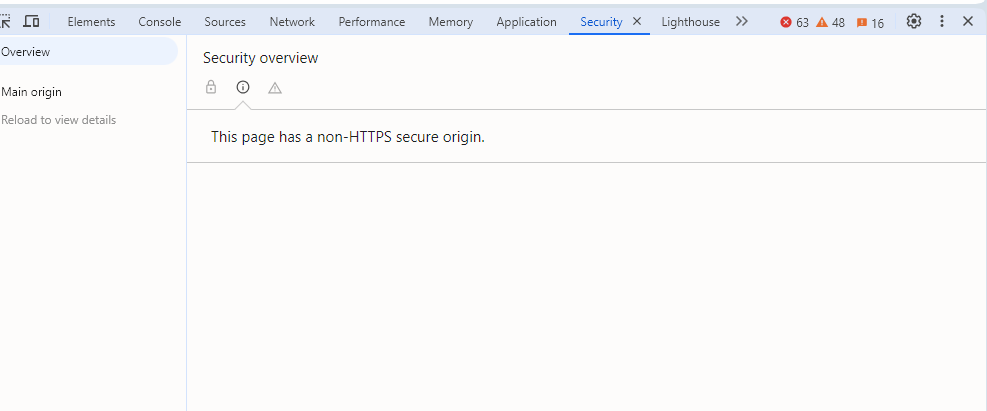 Elements Console Sources Network Performance Memory Application Security Lighthouse 63 48 16
Overview
Main origin
Reload to view details
Security overview
This page has a non-HTTPS secure origin.